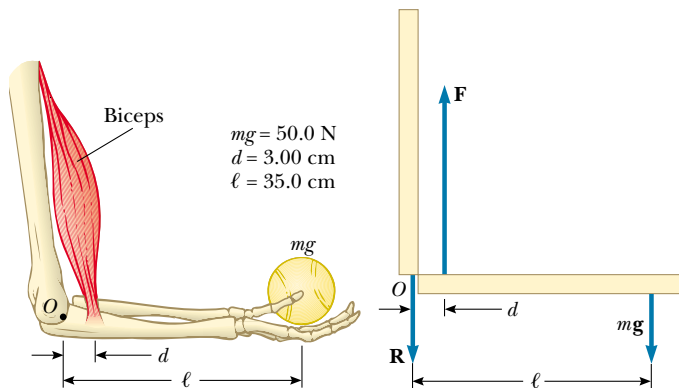 Biceps
mg = 50.0 N
d = 3.00 cm
ℓ = 35.0 cm
mg
O
d
ℓ
F
O
d
mg
R
ℓ